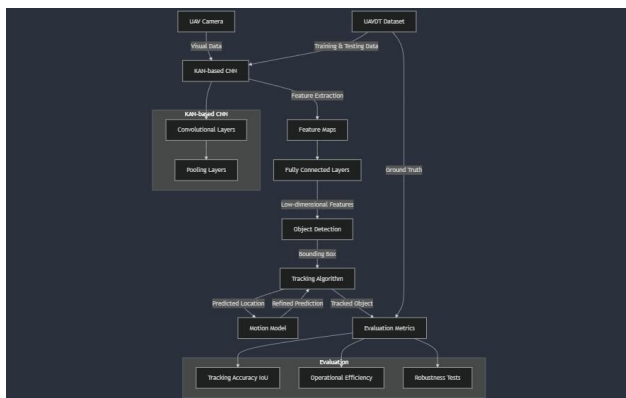 UAV Camera
UAVDT Dataset
Visual Data
Training & Testing Data
KAN-based CNN
Feature Extraction
KAN-based CNN
Convolutional Layers
Feature Maps
Pooling Layers
Fully Connected Layers
Ground Truth
Low-dimensional Features
Object Detection
Bounding Box
Tracking Algorithm
Predicted Location
Refined Prediction
Tracked Object
Motion Model
Evaluation Metrics
Evaluation
Tracking Accuracy IoU
Operational Efficiency
Robustness Tests